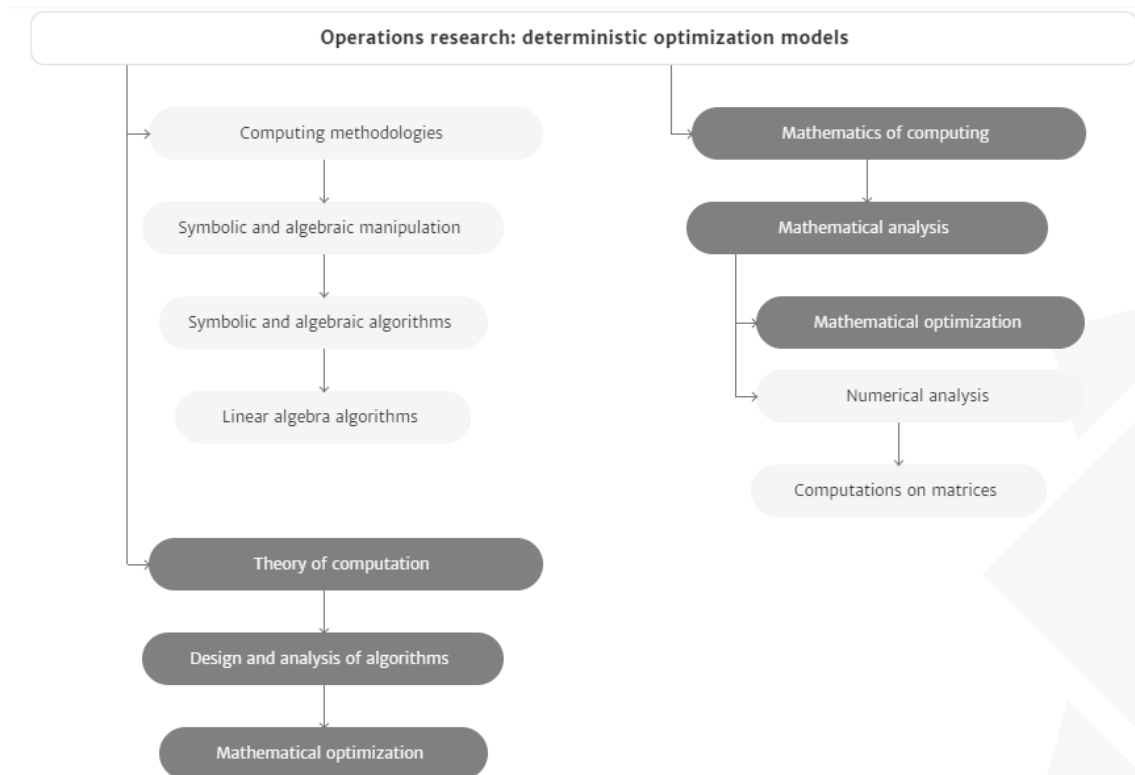 Operations research: deterministic optimization models
Computing methodologies
Symbolic and algebraic manipulation
Symbolic and algebraic algorithms
Linear algebra algorithms
Theory of computation
Design and analysis of algorithms
Mathematical optimization
Mathematics of computing
Mathematical analysis
Mathematical optimization
Numerical analysis
Computations on matrices